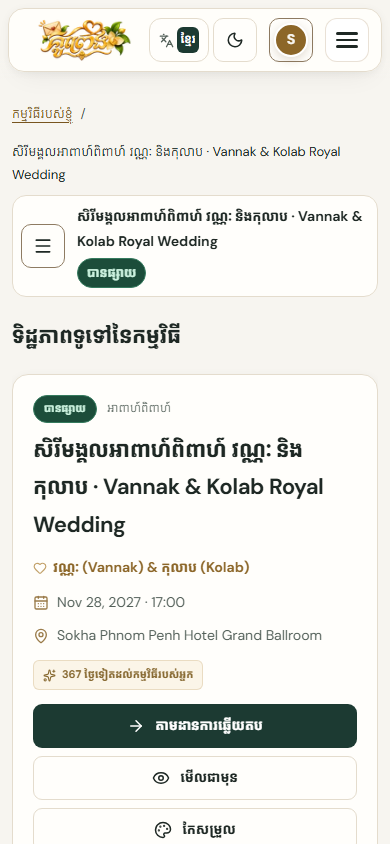 ខ្មែរ
S
កម្មវិធីរបស់ខ្ញុំ /
សិរីមង្គលអាពាហ៍ពិពាហ៍ វណ្ណៈ និងកុលាប · Vannak & Kolab Royal
Wedding
សិរីមង្គលអាពាហ៍ពិពាហ៍ វណ្ណៈ និងកុលាប · Vannak &
Kolab Royal Wedding
បានផ្សាយ
ទិដ្ឋភាពទូទៅនៃកម្មវិធី
បានផ្សាយ អាពាហ៍ពិពាហ៍
សិរីមង្គលអាពាហ៍ពិពាហ៍ វណ្ណៈ និង
កុលាប · Vannak & Kolab Royal
Wedding
វណ្ណៈ (Vannak) & កុលាប (Kolab)
Nov 28, 2027 · 17:00
Sokha Phnom Penh Hotel Grand Ballroom
367 ថ្ងៃទៀតដល់កម្មវិធីរបស់អ្នក
តាមដានការឆ្លើយតប
មើលជាមុន
កែសម្រួល